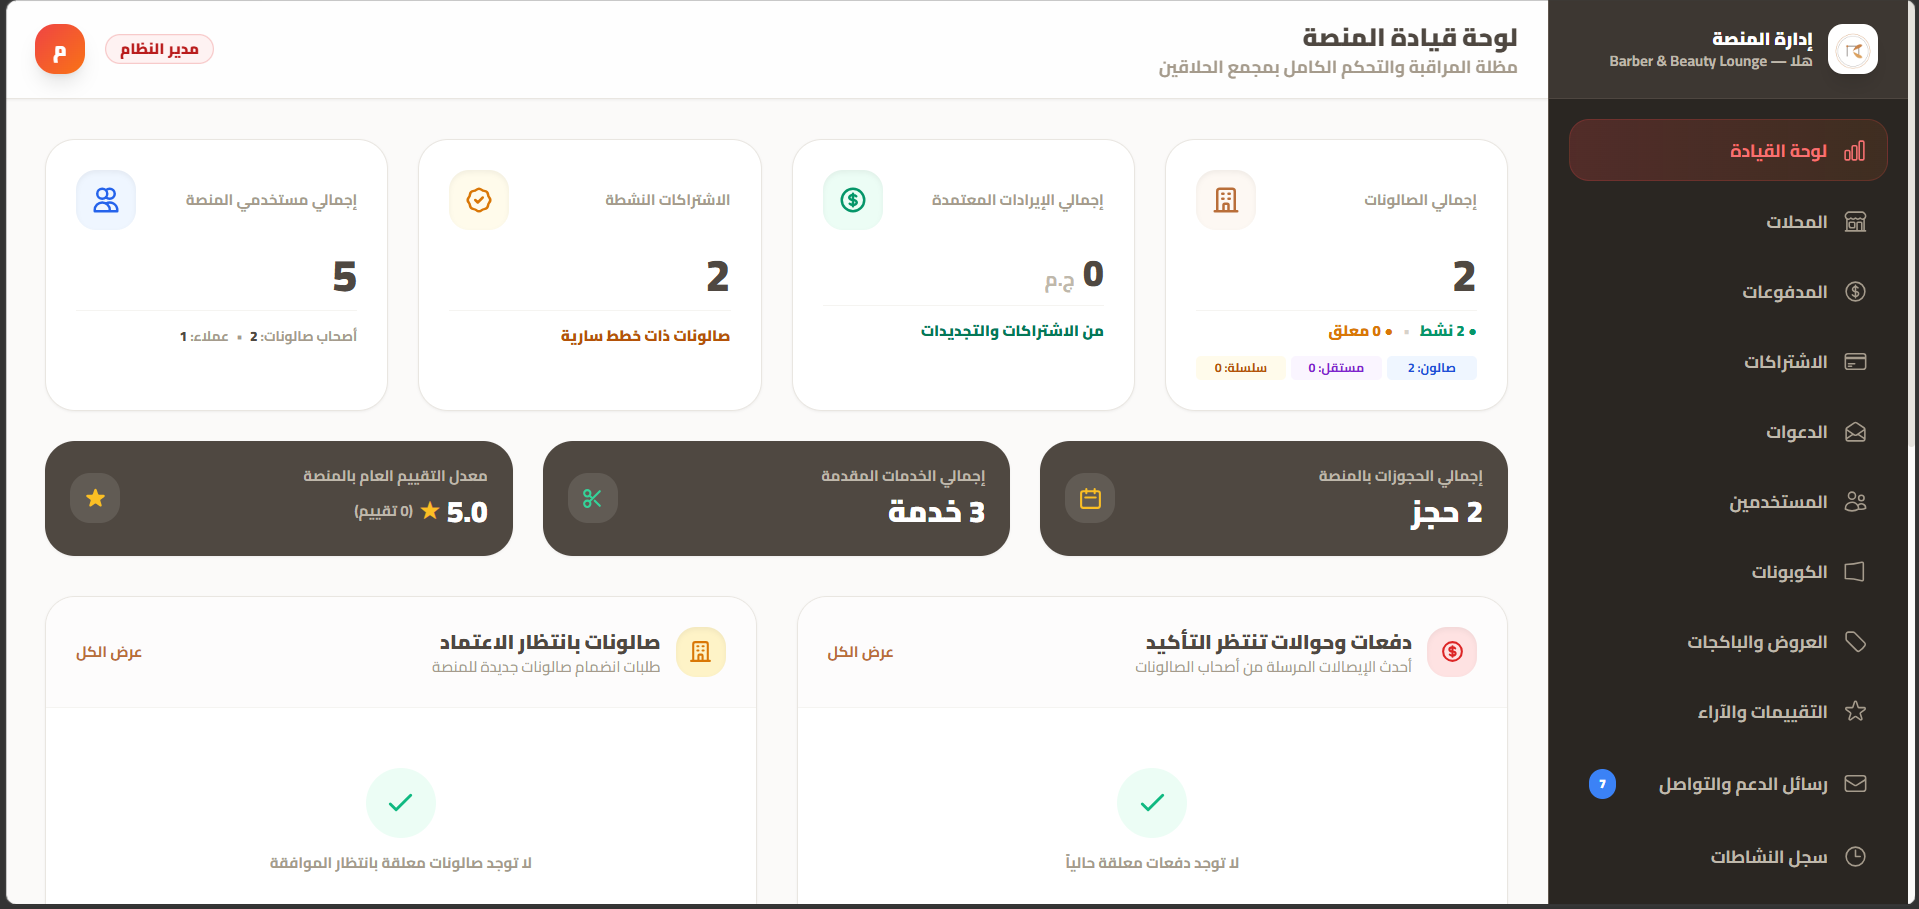 إدارة المنصة
هلا — Barber & Beauty Lounge
لوحة القيادة
المحلات
المدفوعات
الاشتراكات
الدعوات
المستخدمين
الكوبونات
العروض والباكجات
التقييمات والآراء
رسائل الدعم والتواصل
7
سجل النشاطات
لوحة قيادة المنصة
مظلة المراقبة والتحكم الكامل بمجمع الحلاقين
مدير النظام
م
إجمالي الصالونات
2
● 2 نشط • ● 0 معلق
صالون: 2 مستقل: 0 سلسلة: 0
إجمالي الإيرادات المعتمدة
0 ج.م
من الاشتراكات والتجديدات
الاشتراكات النشطة
2
صالونات ذات خطط سارية
إجمالي مستخدمي المنصة
5
أصحاب صالونات: 2 • عملاء: 1
إجمالي الحجوزات بالمنصة
2 حجز
إجمالي الخدمات المقدمة
3 خدمة
معدل التقييم العام بالمنصة
5.0 ★ (0 تقييم)
دفعات وحوالات تنتظر التأكيد
أحدث الإيصالات المرسلة من أصحاب الصالونات
عرض الكل
لا توجد دفعات معلقة حالياً
صالونات بانتظار الاعتماد
طلبات انضمام صالونات جديدة للمنصة
عرض الكل
لا توجد صالونات معلقة بانتظار الموافقة